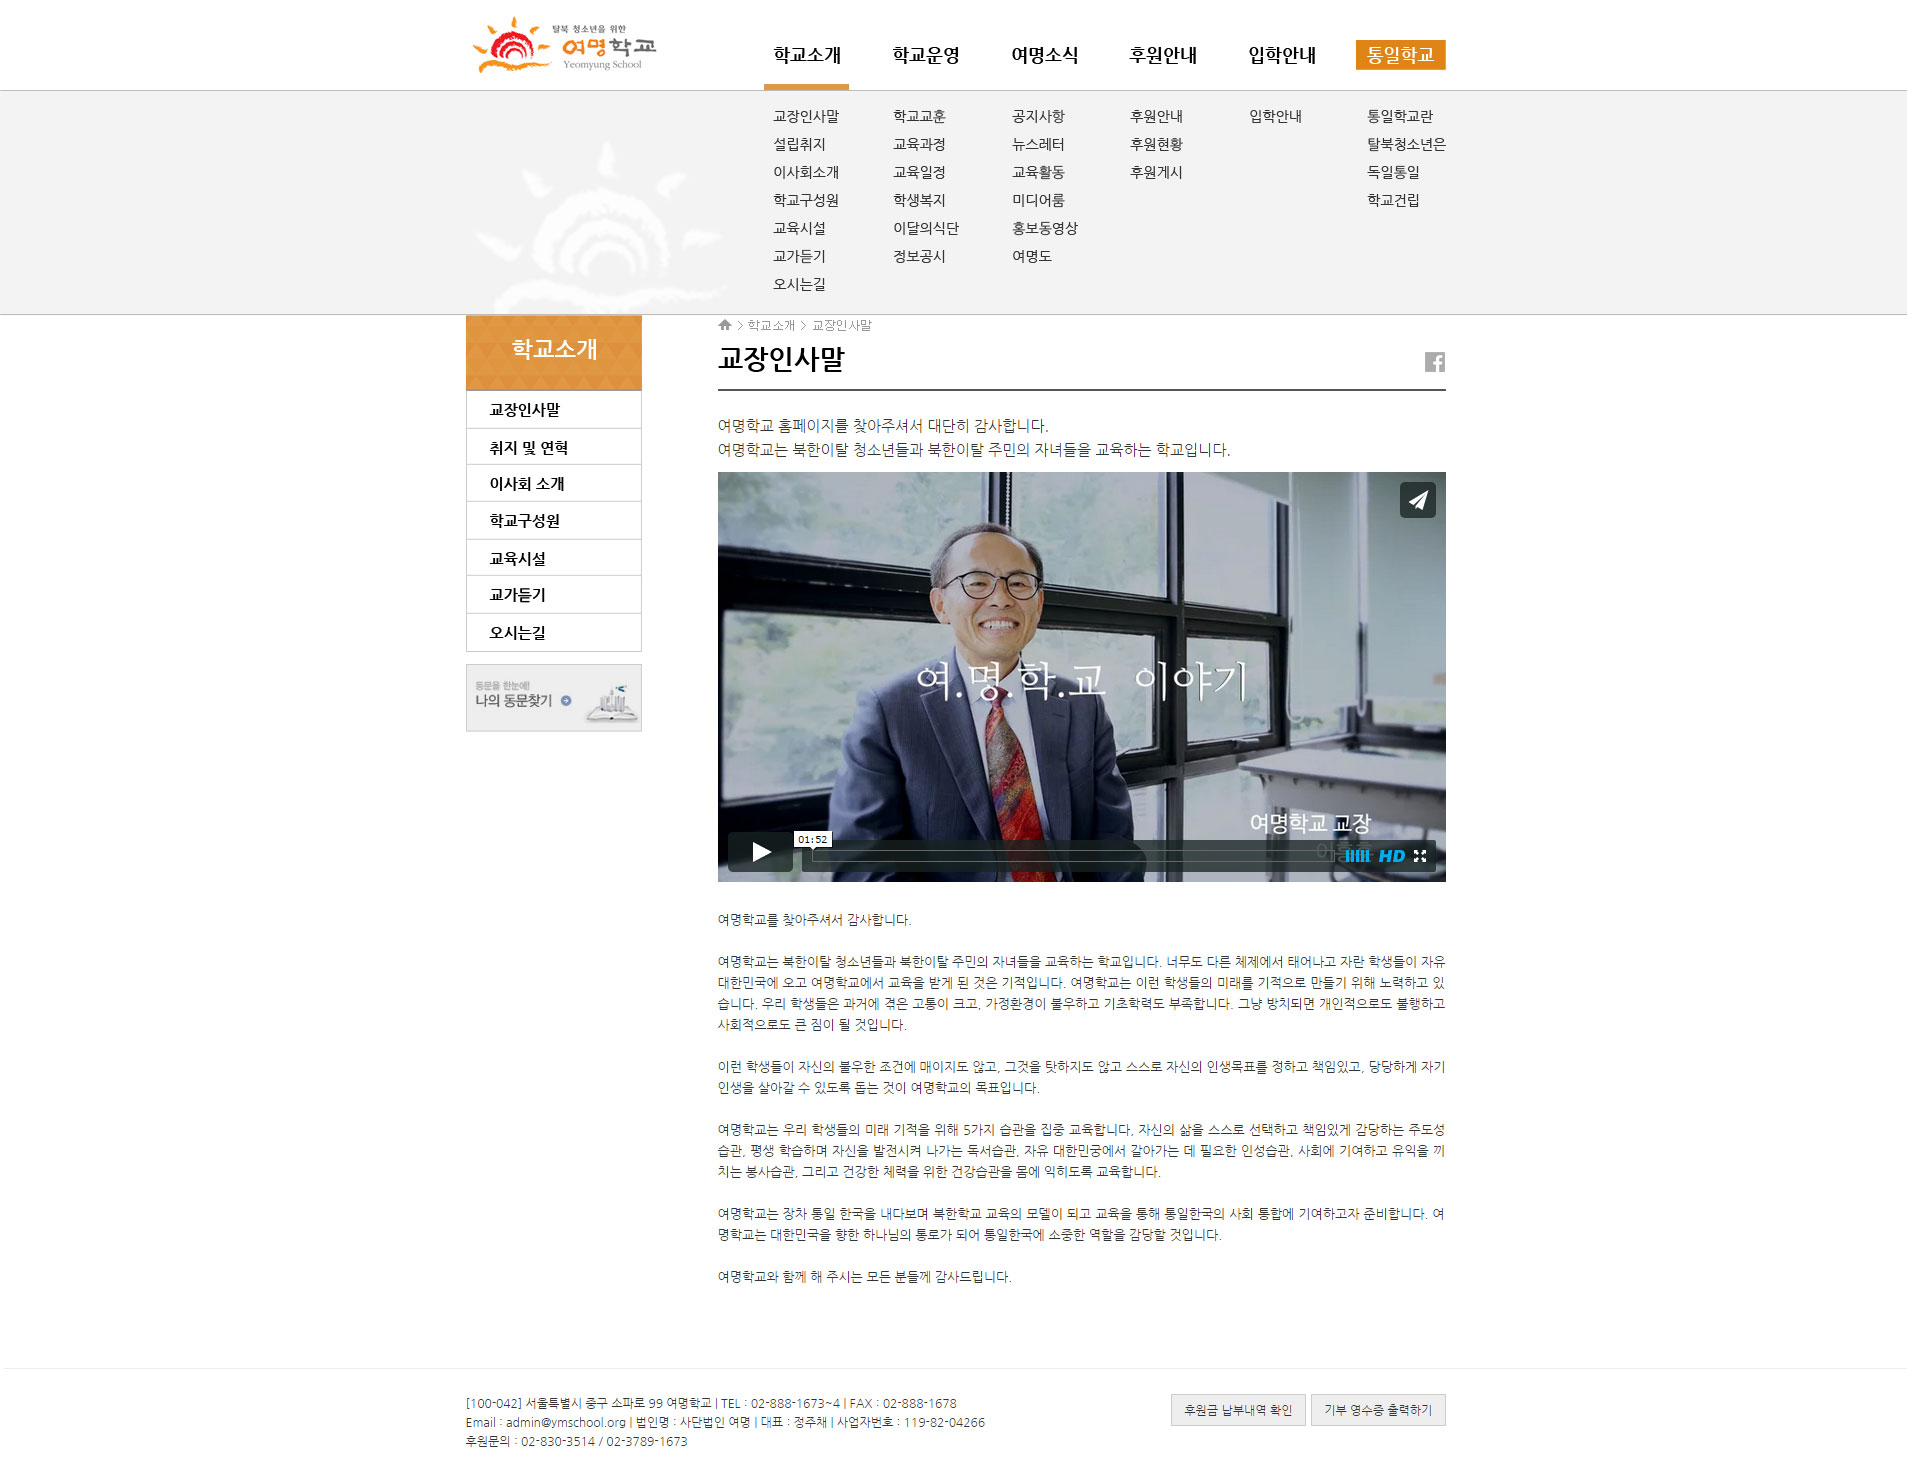 탈북 청소년을 위한
여명학교
Yeomyung School
학교소개 학교운영 여명소식 후원안내 입학안내 통일학교
교장인사말 학교교훈 공지사항 후원안내 입학안내 통일학교란
설립취지 교육과정 뉴스레터 후원현황 탈북청소년은
이사회소개 교육일정 교육활동 후원게시 독일통일
학교구성원 학생복지 미디어룸 학교건립
교육시설 이달의식단 홍보동영상
교가듣기 정보공시 여명도
오시는길
학교소개
교장인사말
취지 및 연혁
이사회 소개
학교구성원
교육시설
교가듣기
오시는길
동문을 한눈에!
나의 동문찾기
학교소개 > 교장인사말
교장인사말
여명학교 홈페이지를 찾아주셔서 대단히 감사합니다.
여명학교는 북한이탈 청소년들과 북한이탈 주민의 자녀들을 교육하는 학교입니다.
여.명.학.교 이야기
여명학교 교장
01:52
HD
여명학교를 찾아주셔서 감사합니다.
여명학교는 북한이탈 청소년들과 북한이탈 주민의 자녀들을 교육하는 학교입니다. 너무도 다른 체제에서 태어나고 자란 학생들이 자유
대한민국에 오고 여명학교에서 교육을 받게 된 것은 기적입니다. 여명학교는 이런 학생들의 미래를 기적으로 만들기 위해 노력하고 있
습니다. 우리 학생들은 과거에 겪은 고통이 크고, 가정환경이 불우하고 기초학력도 부족합니다. 그냥 방치되면 개인적으로도 불행하고
사회적으로도 큰 짐이 될 것입니다.
이런 학생들이 자신의 불우한 조건에 매이지도 않고, 그것을 탓하지도 않고 스스로 자신의 인생목표를 정하고 책임있고, 당당하게 자기
인생을 살아갈 수 있도록 돕는 것이 여명학교의 목표입니다.
여명학교는 우리 학생들의 미래 기적을 위해 5가지 습관을 집중 교육합니다, 자신의 삶을 스스로 선택하고 책임있게 감당하는 주도성
습관, 평생 학습하며 자신을 발전시켜 나가는 독서습관, 자유 대한민궁에서 갈아가는 데 필요한 인성습관, 사회에 기여하고 유익을 끼
치는 봉사습관, 그리고 건강한 체력을 위한 건강습관을 몸에 익히도록 교육합니다.
여명학교는 장차 통일 한국을 내다보며 북한학교 교육의 모델이 되고 교육을 통해 통일한국의 사회 통합에 기여하고자 준비합니다. 여
명학교는 대한민국을 향한 하나님의 통로가 되어 통일한국에 소중한 역할을 감당할 것입니다.
여명학교와 함께 해 주시는 모든 분들께 감사드립니다.
[100-042] 서울특별시 중구 소파로 99 여명학교 | TEL : 02-888-1673~4 | FAX : 02-888-1678
Email : admin@ymschool.org | 법인명 : 사단법인 여명 | 대표 : 정주채 | 사업자번호 : 119-82-04266
후원문의 : 02-830-3514 / 02-3789-1673
후원금 납부내역 확인 기부 영수증 출력하기